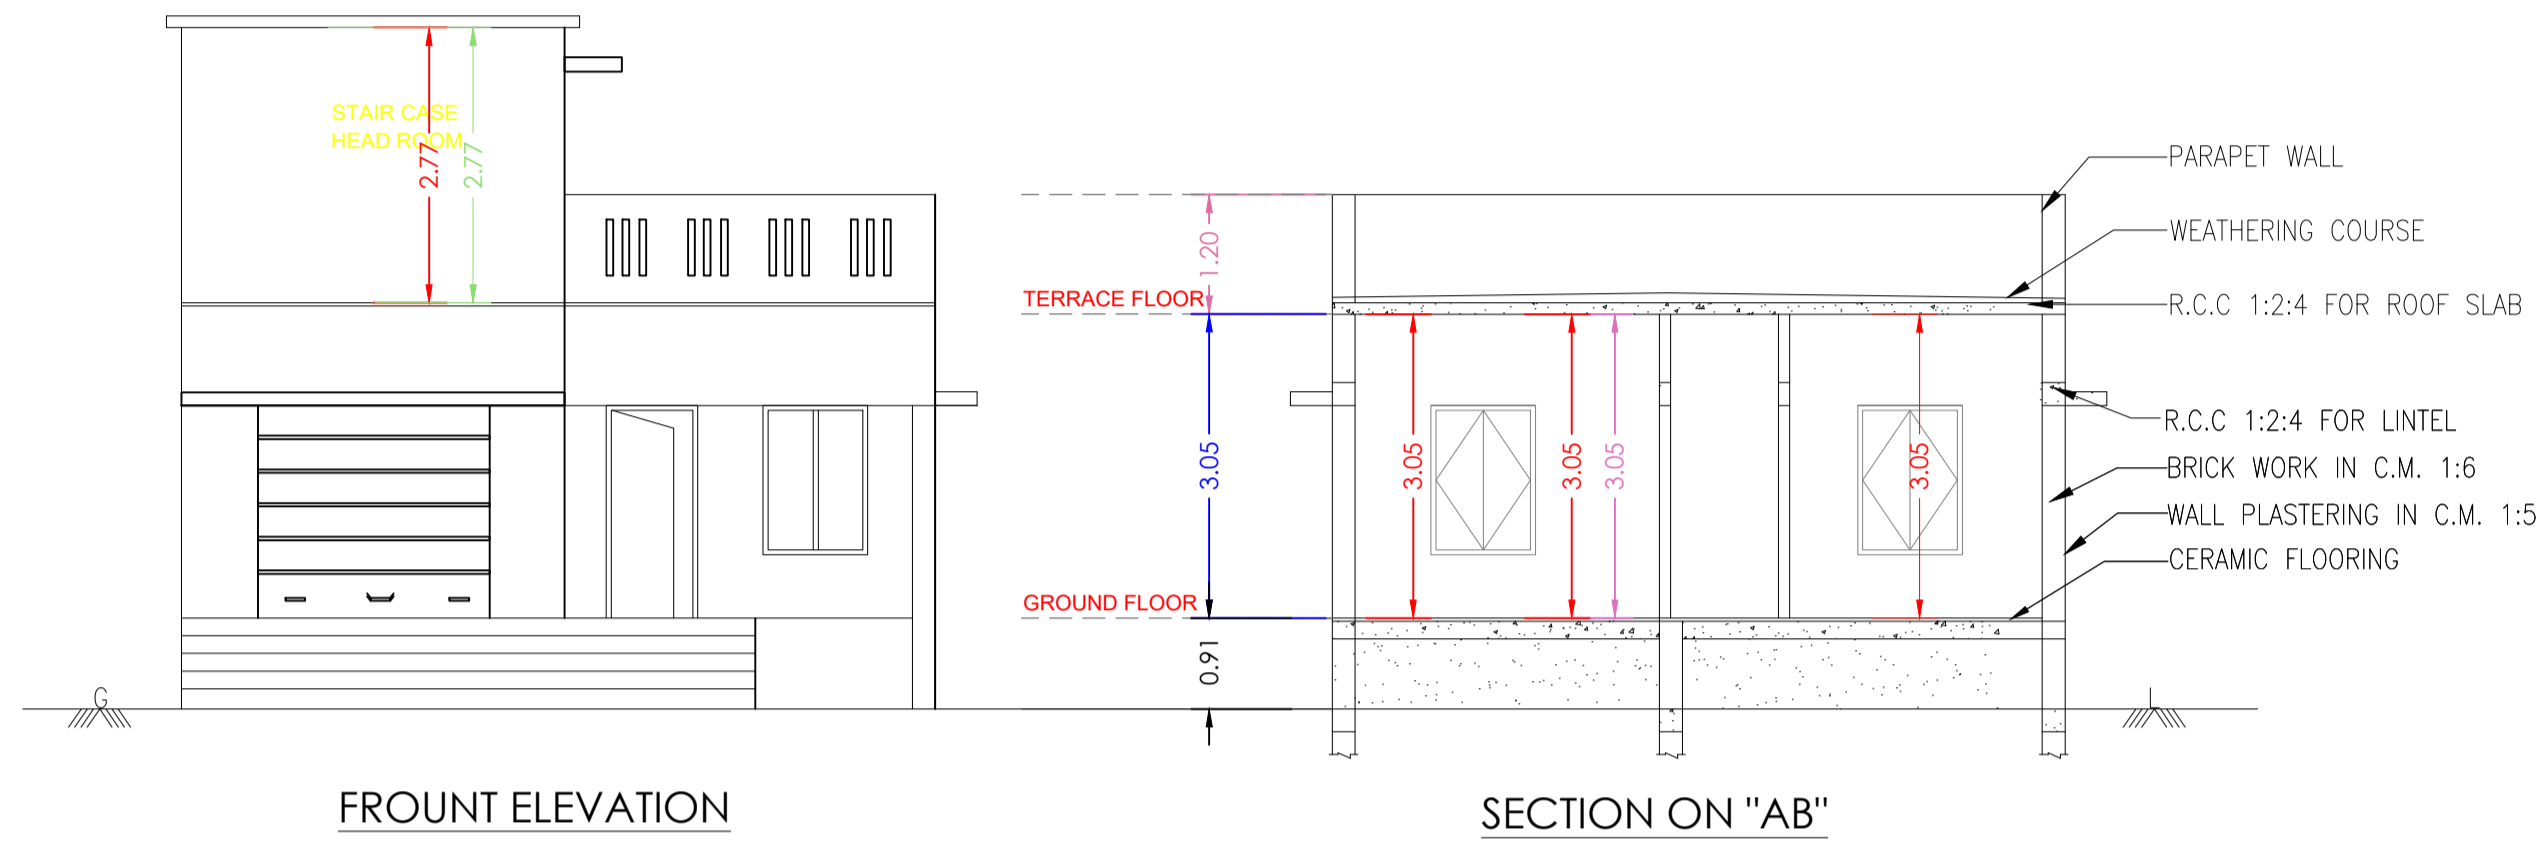 STAIR CASE
HEAD ROOM
2.77
2.77
G
FROUNT ELEVATION
1.20
TERRACE FLOOR
3.05
GROUND FLOOR
0.91
3.05
3.05
3.05
3.05
PARAPET WALL
WEATHERING COURSE
R.C.C 1:2:4 FOR ROOF SLAB
R.C.C 1:2:4 FOR LINTEL
BRICK WORK IN C.M. 1:6
WALL PLASTERING IN C.M. 1:5
CERAMIC FLOORING
L
SECTION ON "AB"